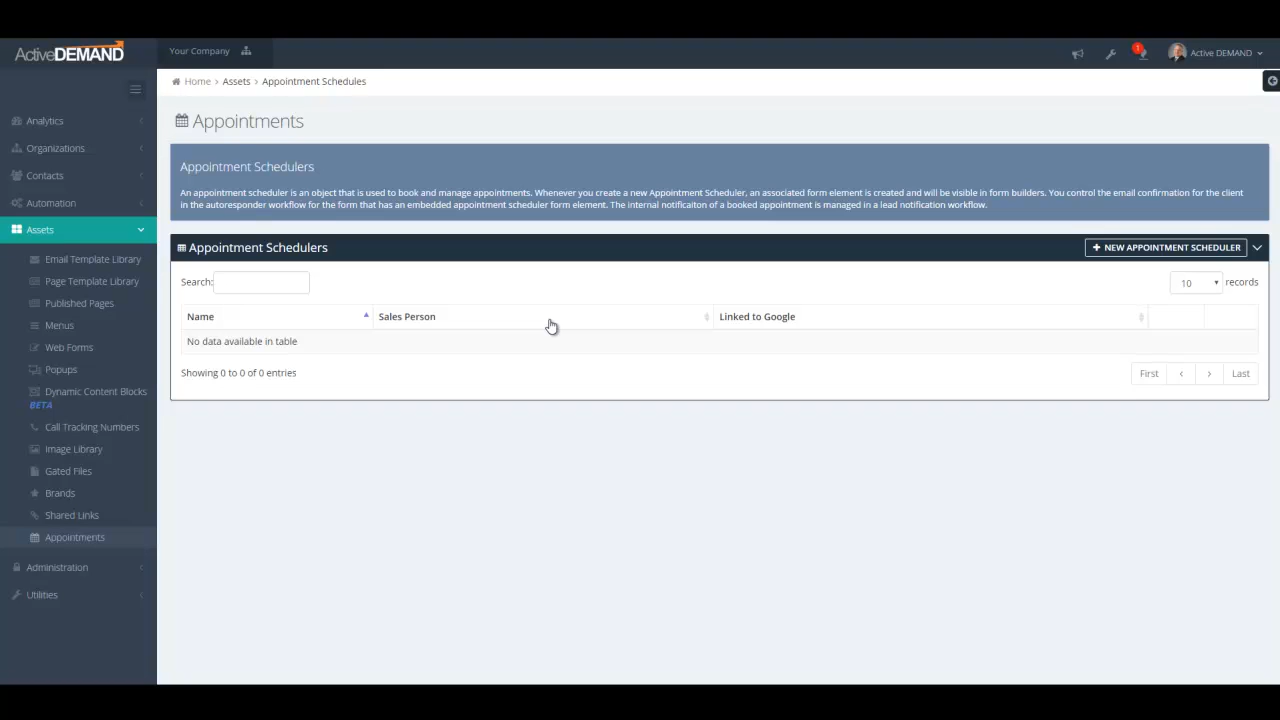 ActiveDEMAND
Your Company
1
Active DEMAND
Home > Assets > Appointment Schedules
Analytics
Organizations
Contacts
Automation
Assets
Email Template Library
Page Template Library
Published Pages
Menus
Web Forms
Popups
Dynamic Content Blocks
BETA
Call Tracking Numbers
Image Library
Gated Files
Brands
Shared Links
Appointments
Administration
Utilities
Appointments
Appointment Schedulers
An appointment scheduler is an object that is used to book and manage appointments. Whenever you create a new Appointment Scheduler, an associated form element is created and will be visible in form builders. You control the email confirmation for the client
in the autoresponder workflow for the form that has an embedded appointment scheduler form element. The internal notificaiton of a booked appointment is managed in a lead notification workflow.
Appointment Schedulers
+ NEW APPOINTMENT SCHEDULER
Search:
10 records
Name Sales Person Linked to Google
No data available in table
Showing 0 to 0 of 0 entries
First ‹ › Last